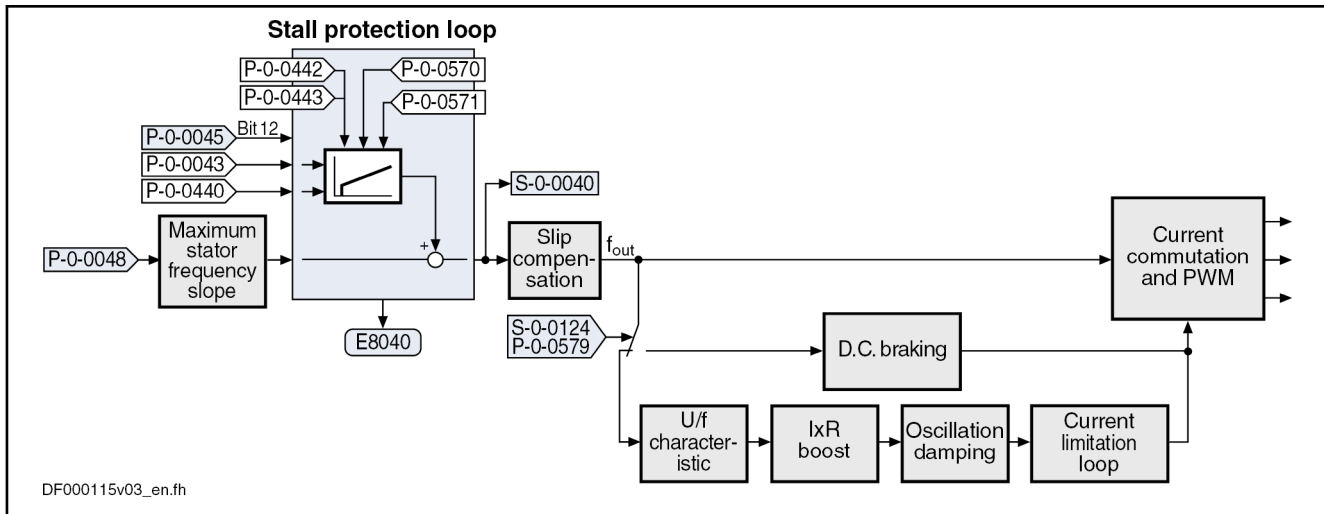 Stall protection loop
P-0-0442
P-0-0570
P-0-0443
P-0-0571
P-0-0045
Bit 12
P-0-0043
P-0-0440
S-0-0040
P-0-0048
Maximum
stator
frequency
slope
+
Slip
compen-
sation
fout
Current
commutation
and PWM
E8040
S-0-0124
P-0-0579
D.C. braking
U/f
character-
istic
IxR
boost
Oscillation
damping
Current
limitation
loop
DF000115v03_en.fh